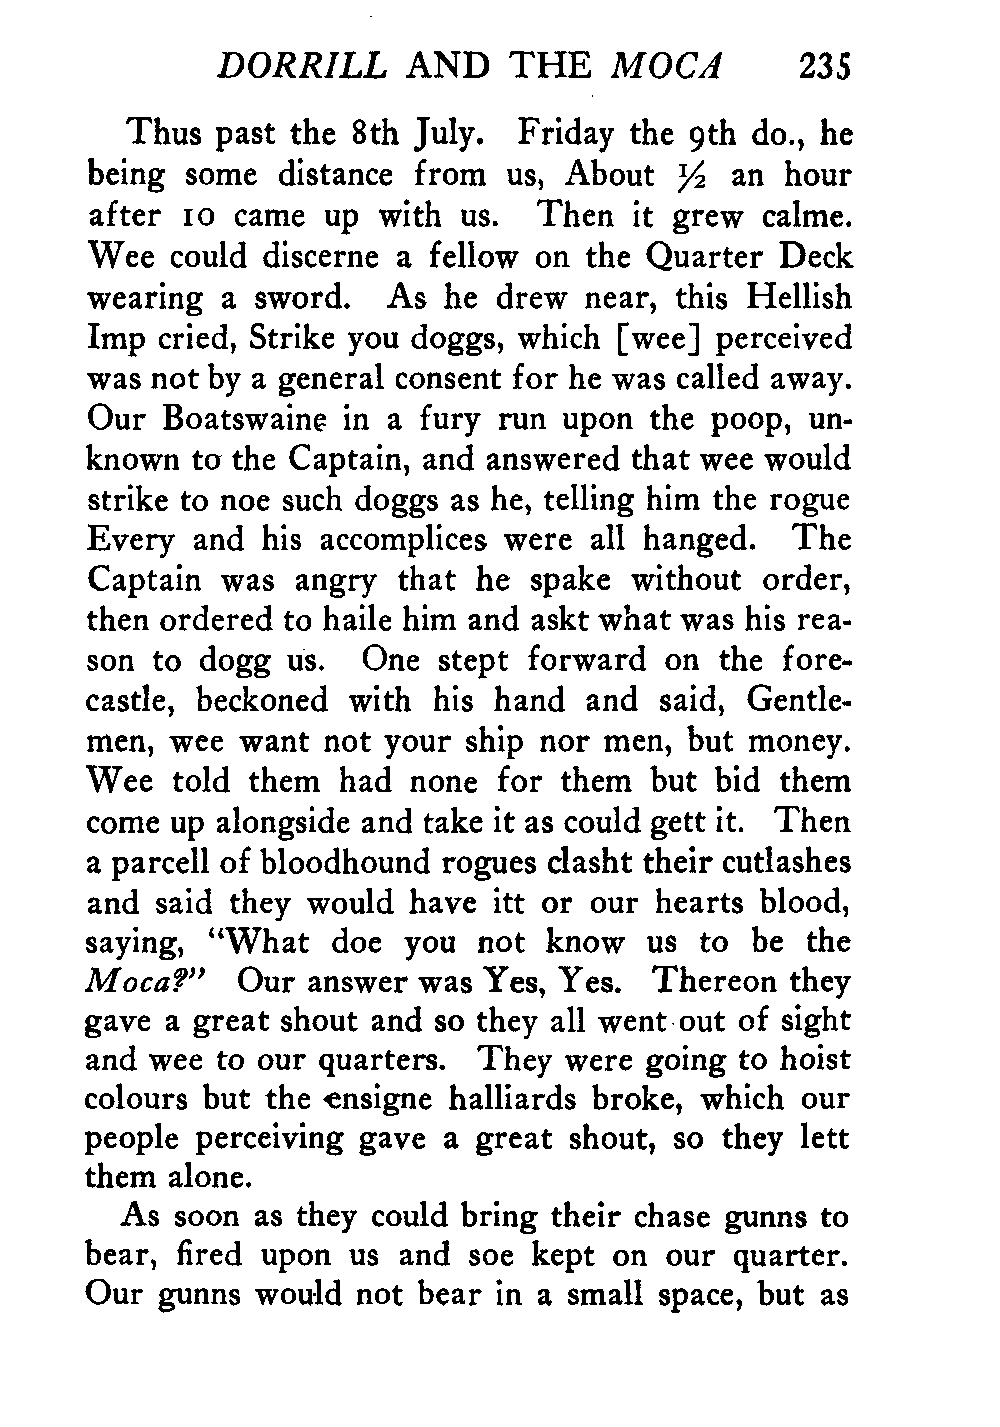 DORRILL AND THE MOCA 235
Thus past the 8th July. Friday the 9th do., he
being some distance from us, About ½ an hour
after 10 came up with us. Then it grew calme.
Wee could discerne a fellow on the Quarter Deck
wearing a sword. As he drew near, this Hellish
Imp cried, Strike you doggs, which [wee] perceived
was not by a general consent for he was called away.
Our Boatswaine in a fury run upon the poop, un-
known to the Captain, and answered that wee would
strike to noe such doggs as he, telling him the rogue
Every and his accomplices were all hanged. The
Captain was angry that he spake without order,
then ordered to haile him and askt what was his rea-
son to dogg us. One stept forward on the fore-
castle, beckoned with his hand and said, Gentle-
men, wee want not your ship nor men, but money.
Wee told them had none for them but bid them
come up alongside and take it as could gett it. Then
a parcell of bloodhound rogues clasht their cutlashes
and said they would have itt or our hearts blood,
saying, “What doe you not know us to be the
Moca?” Our answer was Yes, Yes. Thereon they
gave a great shout and so they all went out of sight
and wee to our quarters. They were going to hoist
colours but the ensigne halliards broke, which our
people perceiving gave a great shout, so they lett
them alone.
As soon as they could bring their chase gunns to
bear, fired upon us and soe kept on our quarter.
Our gunns would not bear in a small space, but as